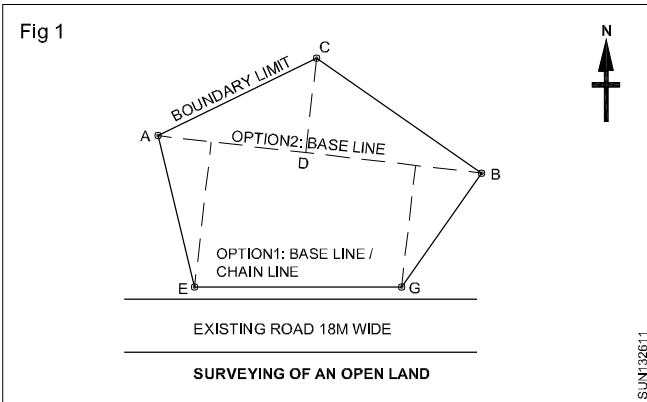 Fig 1
N
C
BOUNDARY LIMIT
A
OPTION2: BASE LINE
D
B
OPTION1: BASE LINE /
CHAIN LINE
E
G
EXISTING ROAD 18M WIDE
SURVEYING OF AN OPEN LAND
SUN132611